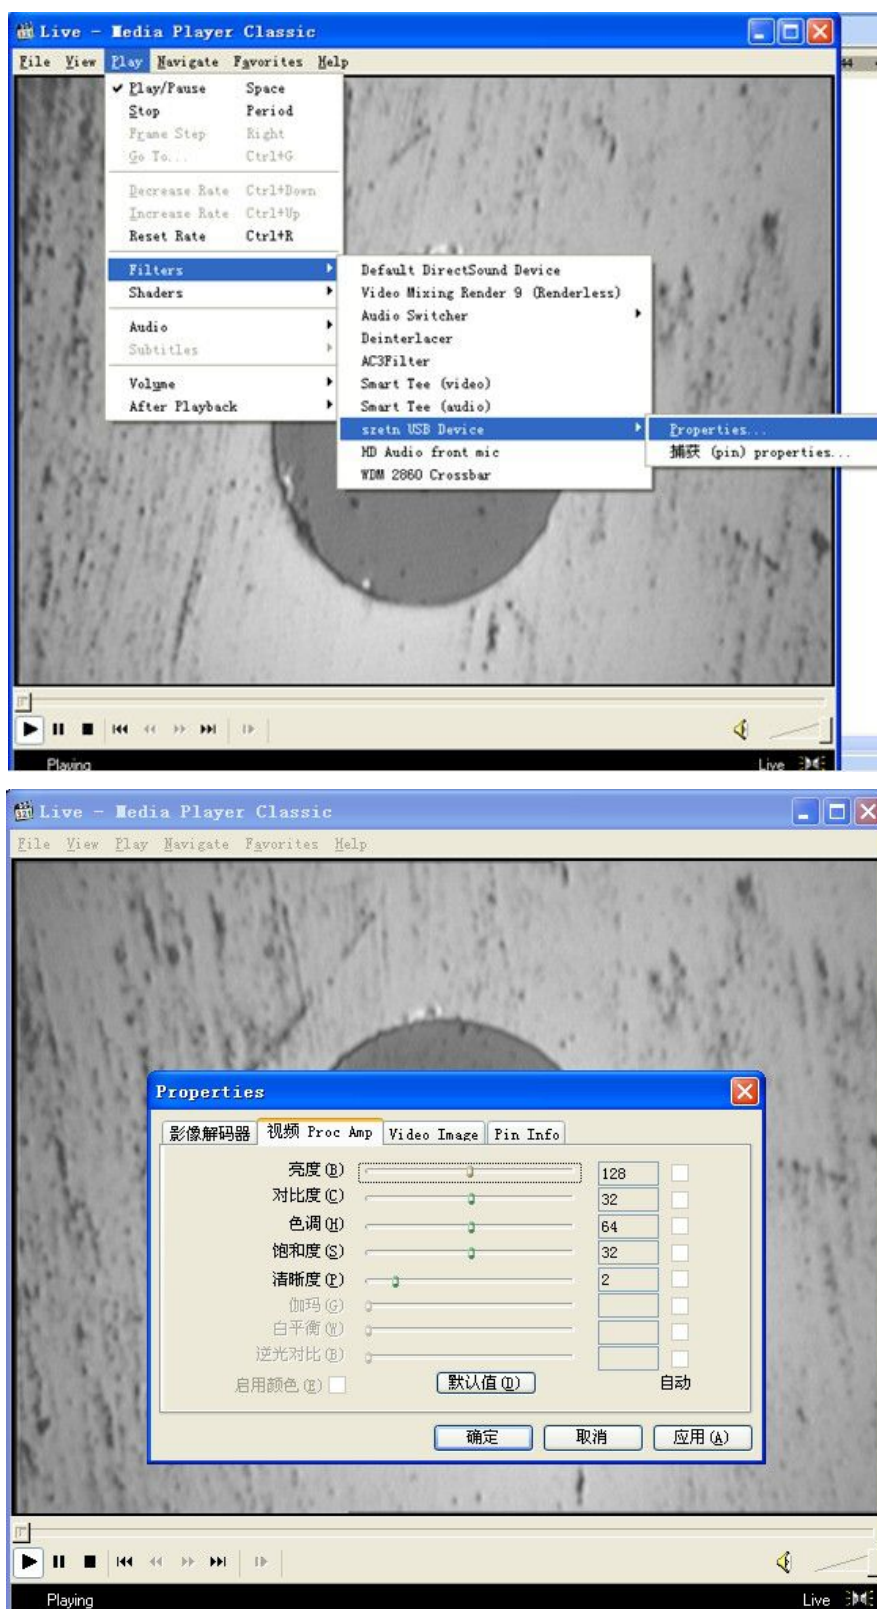 Live - Media Player Classic
File View Play Navigate Favorites Help
44
Play/Pause Space
Stop Period
Frame Step Right
Go To... Ctrl+G
Decrease Rate Ctrl+Down
Increase Rate Ctrl+Up
Reset Rate Ctrl+R
Filters
Shaders
Audio
Subtitles
Volume
After Playback
Default DirectSound Device
Video Mixing Render 9 (Renderless)
Audio Switcher
Deinterlacer
AC3Filter
Smart Tee (video)
Smart Tee (audio)
szetn USB Device
HD Audio front mic
WDM 2860 Crossbar
Properties...
捕获 (pin) properties...
Playing Live
Live - Media Player Classic
File View Play Navigate Favorites Help
Properties
影像解码器 视频 Proc Amp Video Image Pin Info
亮度(B) 128
对比度(C) 32
色调(H) 64
饱和度(S) 32
清晰度(P) 2
伽玛(G)
白平衡(W)
逆光对比(B)
启用颜色(E) 默认值(D) 自动
确定 取消 应用(A)
Playing Live